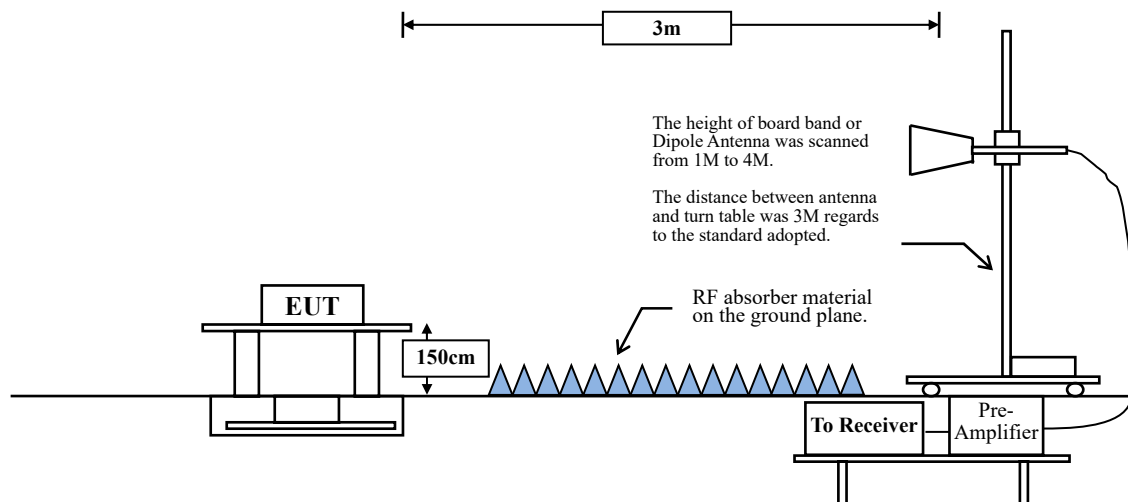 3m
The height of board band or
Dipole Antenna was scanned
from 1M to 4M.
The distance between antenna
and turn table was 3M regards
to the standard adopted.
EUT
RF absorber material
on the ground plane.
150cm
To Receiver
Pre-
Amplifier